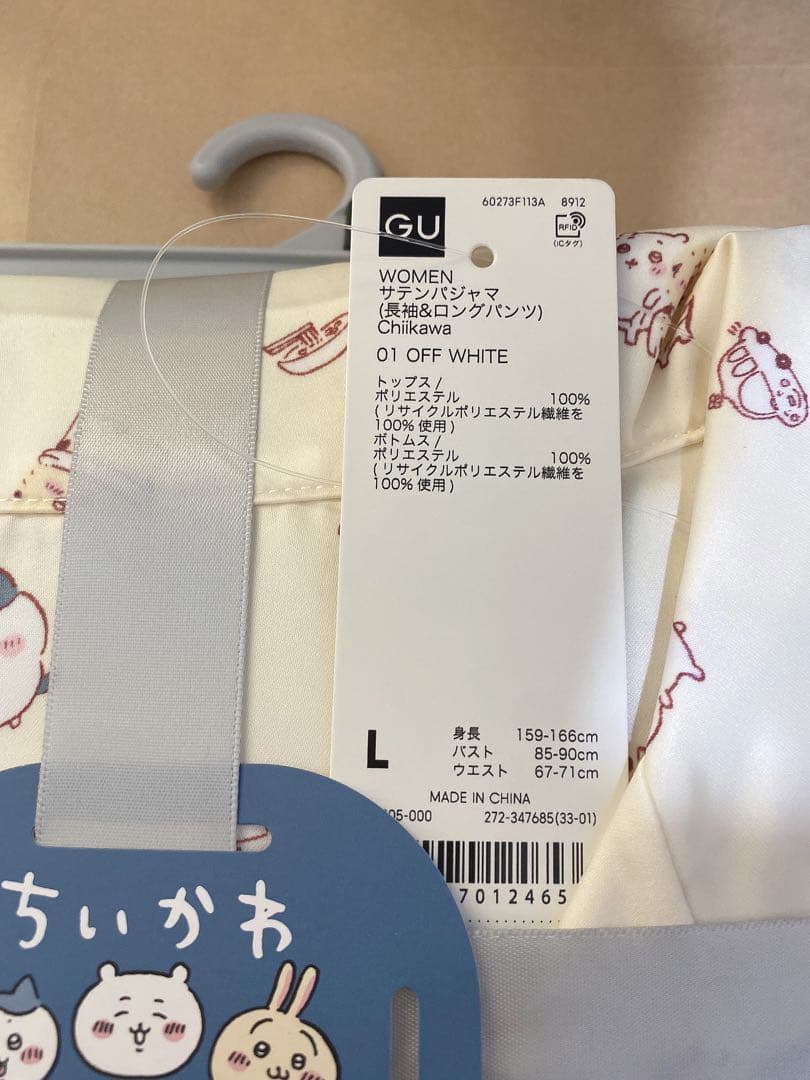 60273F113A 8912
GU
RFID
(ICタグ)
WOMEN
サテンパジャマ
(長袖&ロングパンツ)
Chiikawa
01 OFF WHITE
トップス/
ポリエステル 100%
(リサイクルポリエステル繊維を
100%使用)
ボトムス/
ポリエステル 100%
(リサイクルポリエステル繊維を
100%使用)
L
身長 159-166cm
バスト 85-90cm
ウエスト 67-71cm
MADE IN CHINA
05-000 272-347685(33-01)
7012465
ちいかわ